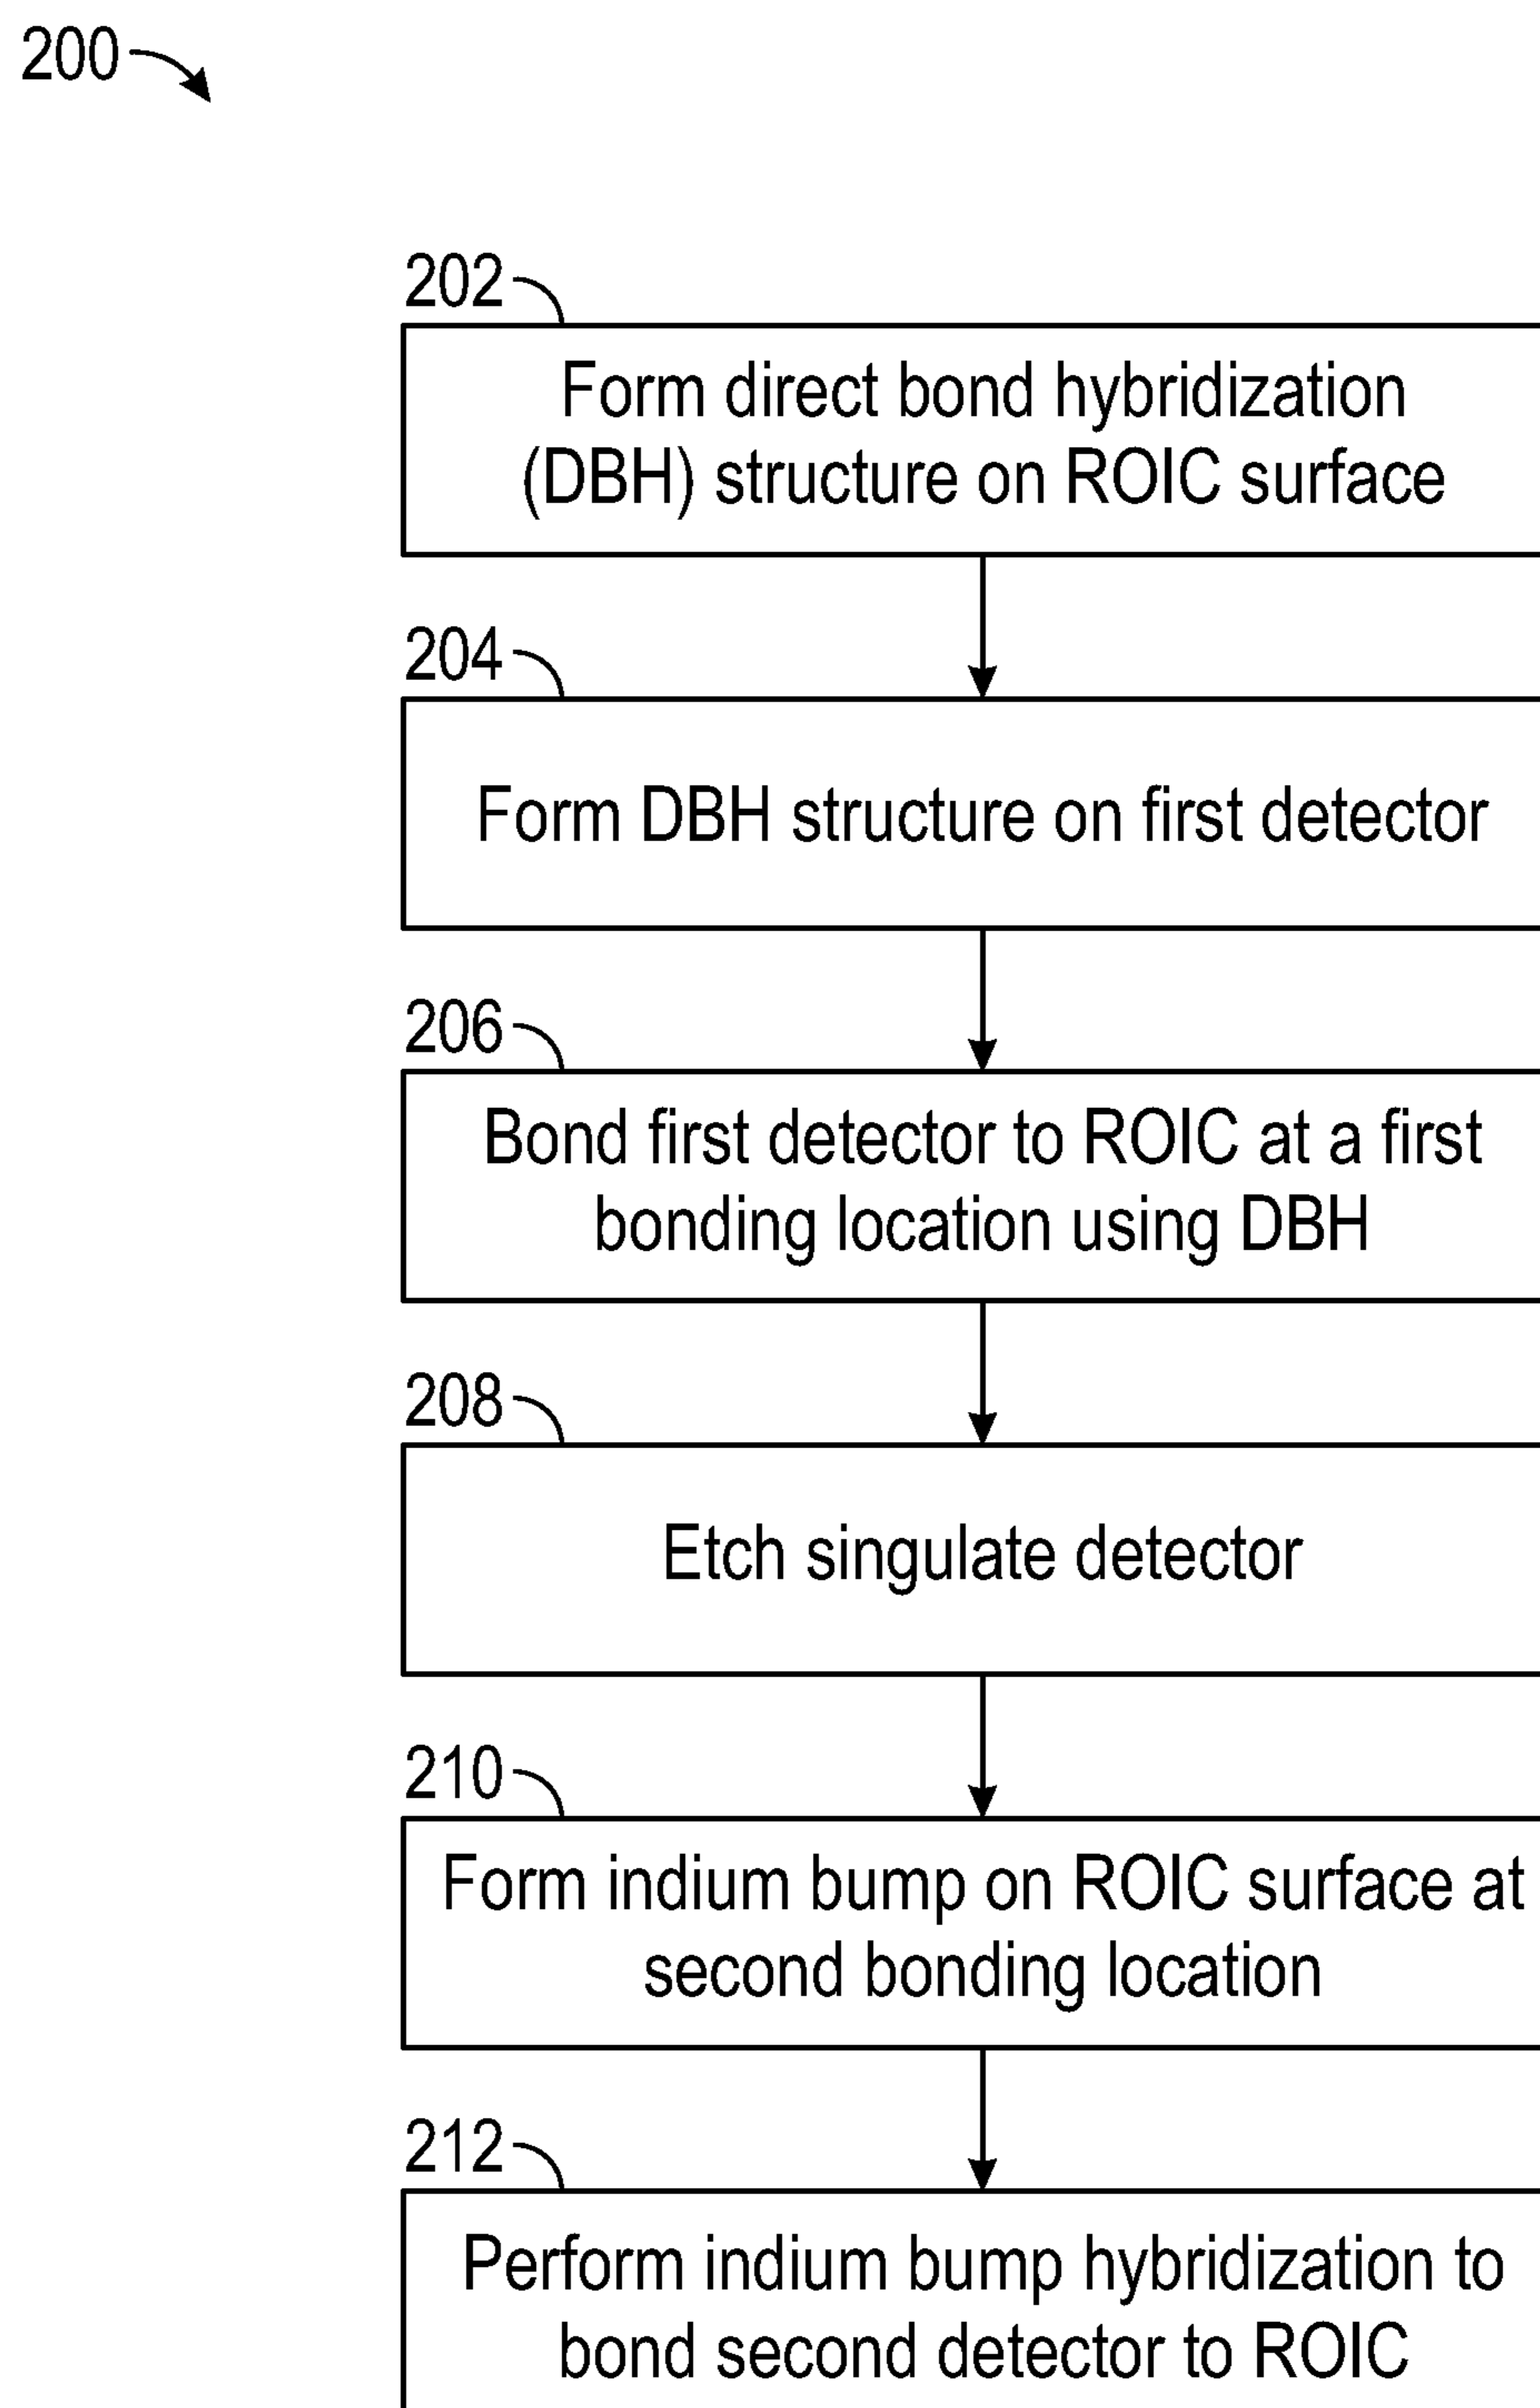 200
202
Form direct bond hybridization
(DBH) structure on ROIC surface
204
Form DBH structure on first detector
206
Bond first detector to ROIC at a first
bonding location using DBH
208
Etch singulate detector
210
Form indium bump on ROIC surface at
second bonding location
212
Perform indium bump hybridization to
bond second detector to ROIC